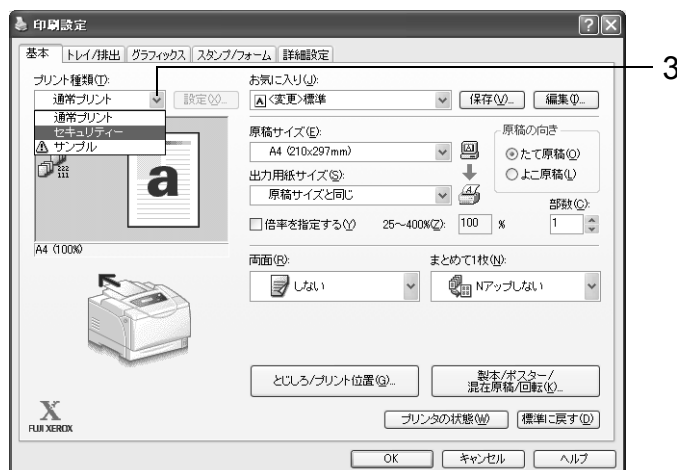 印刷設定
3
基本 トレイ/排出 グラフィックス スタンプ/フォーム 詳細設定
プリント種類(T):
通常プリント 設定(X)...
通常プリント
セキュリティー
サンプル
a
A4 (100%)
FUJI XEROX
お気に入り(J):
A <変更>標準 保存(V)... 編集(I)...
原稿サイズ(E):
A4 (210x297mm)
出力用紙サイズ(S):
原稿サイズと同じ
原稿の向き
たて原稿(O)
よこ原稿(L)
倍率を指定する(Y) 25～400%(Z): 100 %
部数(C):
1
両面(R):
しない
まとめて1枚(N):
Nアップしない
とじしろ/プリント位置(G)...
製本/ポスター/
混在原稿/回転(K)...
プリンタの状態(W) 標準に戻す(D)
OK キャンセル ヘルプ